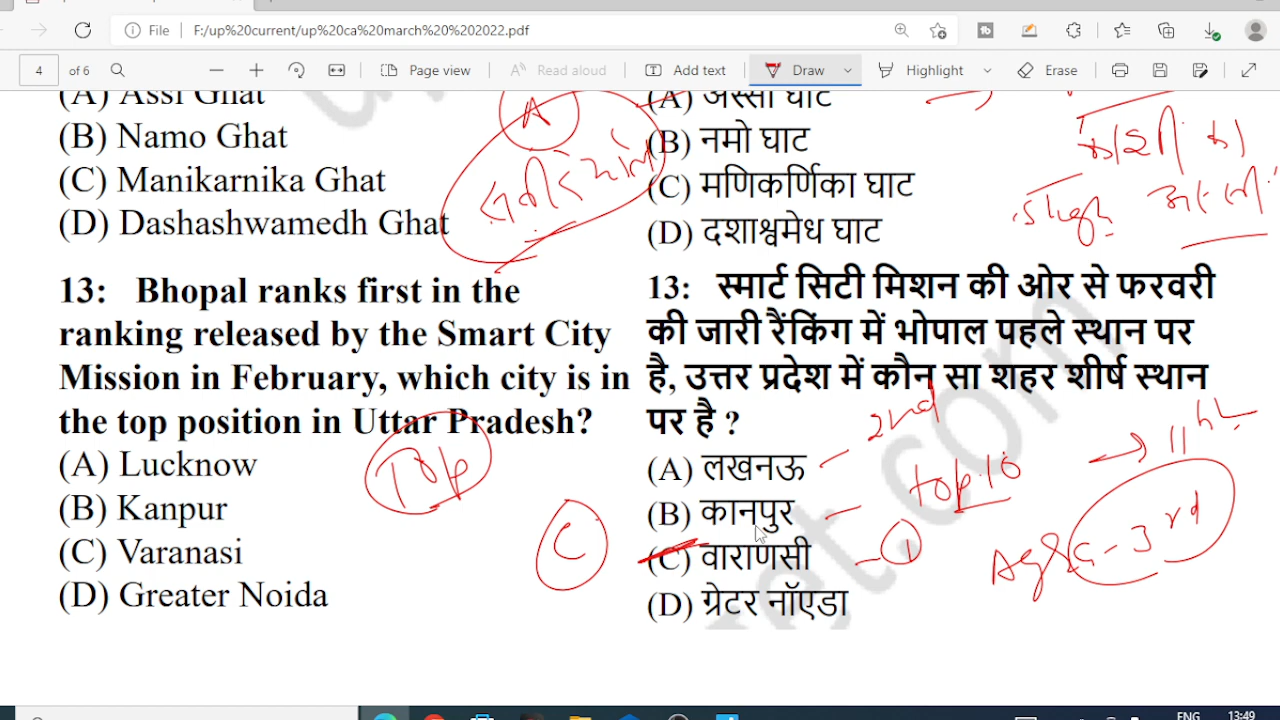 File F:/up%20current/up%20ca%20march%20%202022.pdf
4 of 6 Page view Read aloud Add text Draw Highlight Erase
(A) Assi Ghat
(B) Namo Ghat
(C) Manikarnika Ghat
(D) Dashashwamedh Ghat
13: Bhopal ranks first in the
ranking released by the Smart City
Mission in February, which city is in
the top position in Uttar Pradesh?
(A) Lucknow
(B) Kanpur
(C) Varanasi
(D) Greater Noida
(A) अस्सी घाट
(B) नमो घाट
(C) मणिकर्णिका घाट
(D) दशाश्वमेध घाट
13: स्मार्ट सिटी मिशन की ओर से फरवरी
की जारी रैंकिंग में भोपाल पहले स्थान पर
है, उत्तर प्रदेश में कौन सा शहर शीर्ष स्थान
पर है ?
(A) लखनऊ
(B) कानपुर
(C) वाराणसी
(D) ग्रेटर नॉएडा
A
Top
C
2nd
top 10
1
3rd
ENG 13:49